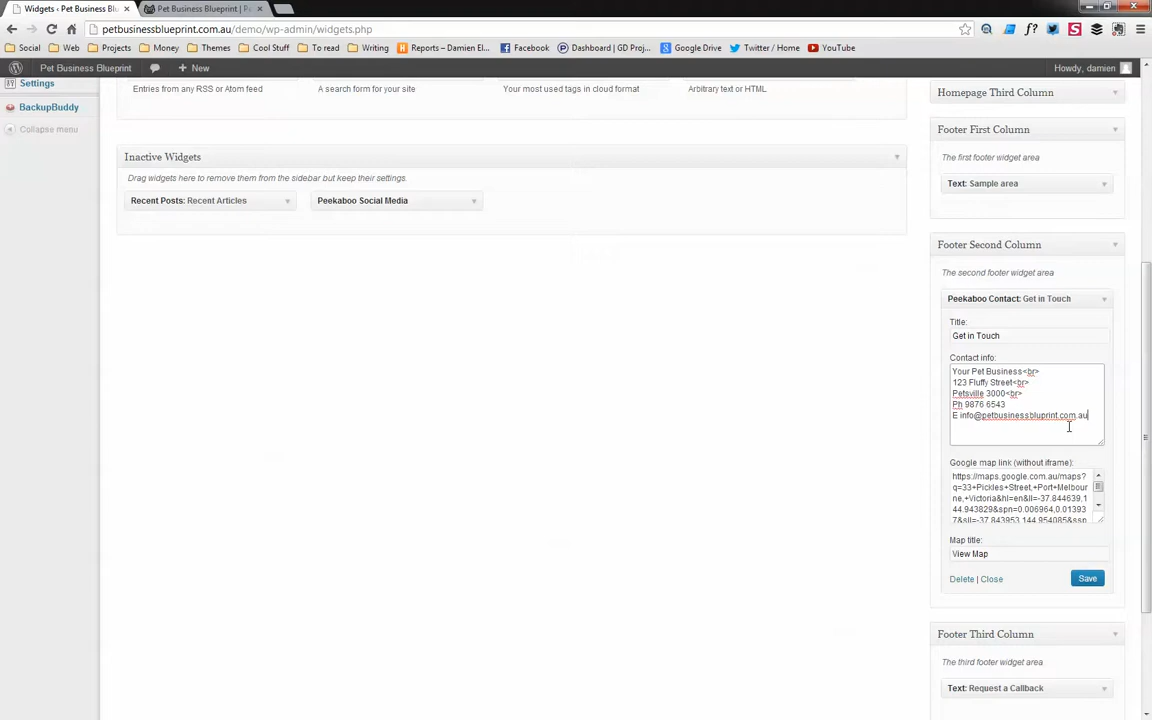 Widgets ‹ Pet Business Bl
Pet Business Blueprint | P
petbusinessblueprint.com.au/demo/wp-admin/widgets.php
Social
Web
Projects
Money
Themes
Cool Stuff
To read
Writing
Reports – Damien El...
Facebook
Dashboard | GD Proj...
Google Drive
Twitter / Home
YouTube
Pet Business Blueprint
New
Howdy, damien
Settings
BackupBuddy
Collapse menu
Entries from any RSS or Atom feed
A search form for your site
Your most used tags in cloud format
Arbitrary text or HTML
Inactive Widgets
Drag widgets here to remove them from the sidebar but keep their settings.
Recent Posts: Recent Articles
Peekaboo Social Media
Homepage Third Column
Footer First Column
The first footer widget area
Text: Sample area
Footer Second Column
The second footer widget area
Peekaboo Contact: Get in Touch
Title:
Get in Touch
Contact info:
Your Pet Business<br>
123 Fluffy Street<br>
Petsville 3000<br>
Ph 9876 6543
E info@petbusinessbluprint.com.au
Google map link (without iframe):
https://maps.google.com.au/maps?
q=33+Pickles+Street,+Port+Melbour
ne,+Victoria&hl=en&ll=-37.844639,1
44.943829&spn=0.006964,0.01393
7&sll=-37.843953,144.954085&ssp
Map title:
View Map
Delete | Close
Save
Footer Third Column
The third footer widget area
Text: Request a Callback